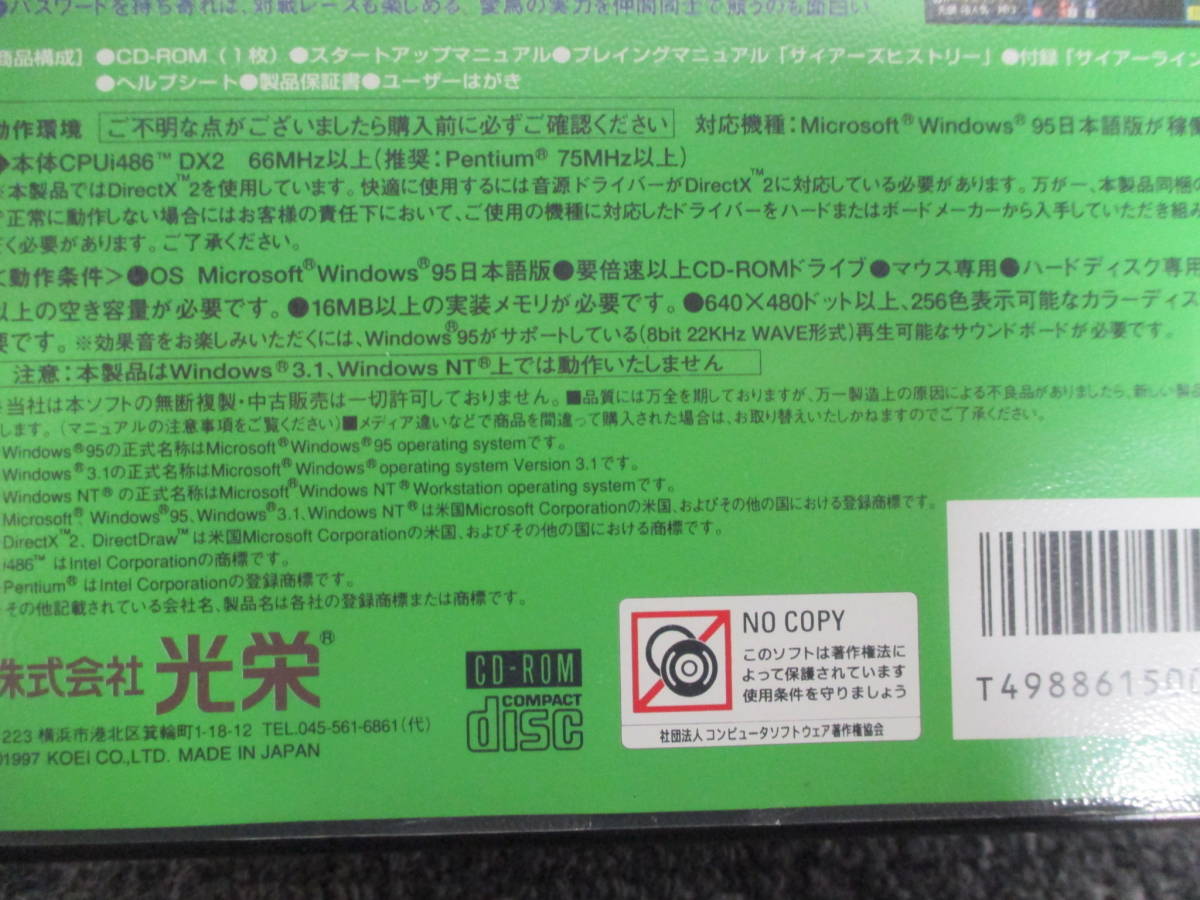 ●パスワードを持ち寄れば、対戦レースも楽しめる。愛馬の実力を仲間同士で競うのも面白い
商品構成] ●CD-ROM（1枚）●スタートアップマニュアル●プレイングマニュアル「サイアーズヒストリー」●付録「サイアーライン
●ヘルプシート●製品保証書●ユーザーはがき
動作環境 ご不明な点がございましたら購入前に必ずご確認ください 対応機種：Microsoft®Windows®95日本語版が稼働
◆本体CPUi486™DX2 66MHz以上（推奨：Pentium® 75MHz以上）
※本製品ではDirectX™2を使用しています。快適に使用するには音源ドライバーがDirectX™2に対応している必要があります。万が一、本製品同梱の
正常に動作しない場合にはお客様の責任下において、ご使用の機種に対応したドライバーをハードまたはボードメーカーから入手していただき組み
く必要があります。ご了承ください。
＜動作条件＞●OS Microsoft®Windows®95日本語版●要倍速以上CD-ROMドライブ●マウス専用●ハードディスク専用
以上の空き容量が必要です。●16MB以上の実装メモリが必要です。●640×480ドット以上、256色表示可能なカラーディス
要です。※効果音をお楽しみいただくには、Windows®95がサポートしている（8bit 22KHz WAVE形式）再生可能なサウンドボードが必要です。
注意：本製品はWindows®3.1、Windows NT®上では動作いたしません
※当社は本ソフトの無断複製・中古販売は一切許可しておりません。■品質には万全を期しておりますが、万一製造上の原因による不良品がありましたら、新しい製
します。（マニュアルの注意事項をご覧ください）■メディア違いなどで商品を間違って購入された場合は、お取り替えいたしかねますのでご了承ください。
Windows®95の正式名称はMicrosoft®Windows®95 operating systemです。
Windows®3.1の正式名称はMicrosoft®Windows®operating system Version 3.1です。
Windows NT®の正式名称はMicrosoft®Windows NT®Workstation operating systemです。
Microsoft®、Windows®95、Windows®3.1、Windows NT®は米国Microsoft Corporationの米国、およびその他の国における登録商標です。
DirectX™2、DirectDraw™は米国Microsoft Corporationの米国、およびその他の国における商標です。
i486™はIntel Corporationの商標です。
Pentium®はIntel Corporationの登録商標です。
その他記載されている会社名、製品名は各社の登録商標または商標です。
株式会社 光栄®
223 横浜市港北区箕輪町1-18-12 TEL.045-561-6861（代）
©1997 KOEI CO.,LTD. MADE IN JAPAN
CD-ROM
COMPACT
disc
NO COPY
このソフトは著作権法に
よって保護されています
使用条件を守りましょう
社団法人 コンピュータソフトウェア著作権協会
T498861500